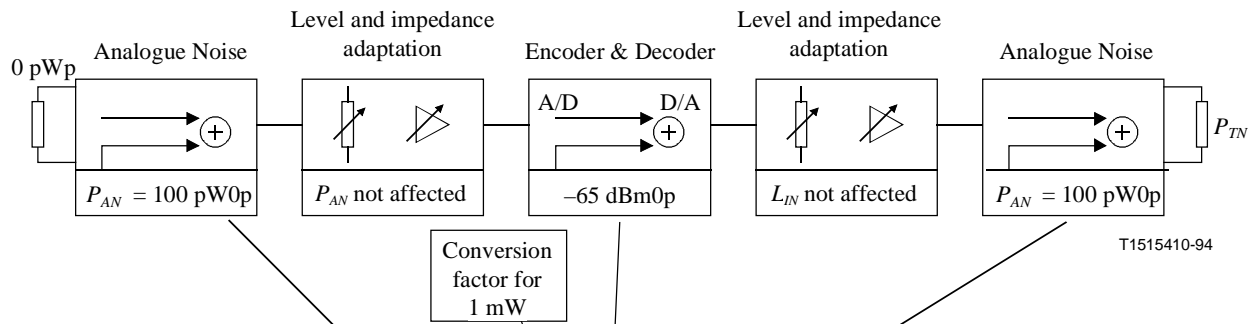 Level and impedance
adaptation
Level and impedance
adaptation
Analogue Noise
Encoder & Decoder
Analogue Noise
0 pWp
A/D
D/A
P_TN
P_AN = 100 pW0p
P_AN not affected
–65 dBm0p
L_IN not affected
P_AN = 100 pW0p
T1515410-94
Conversion
factor for
1 mW